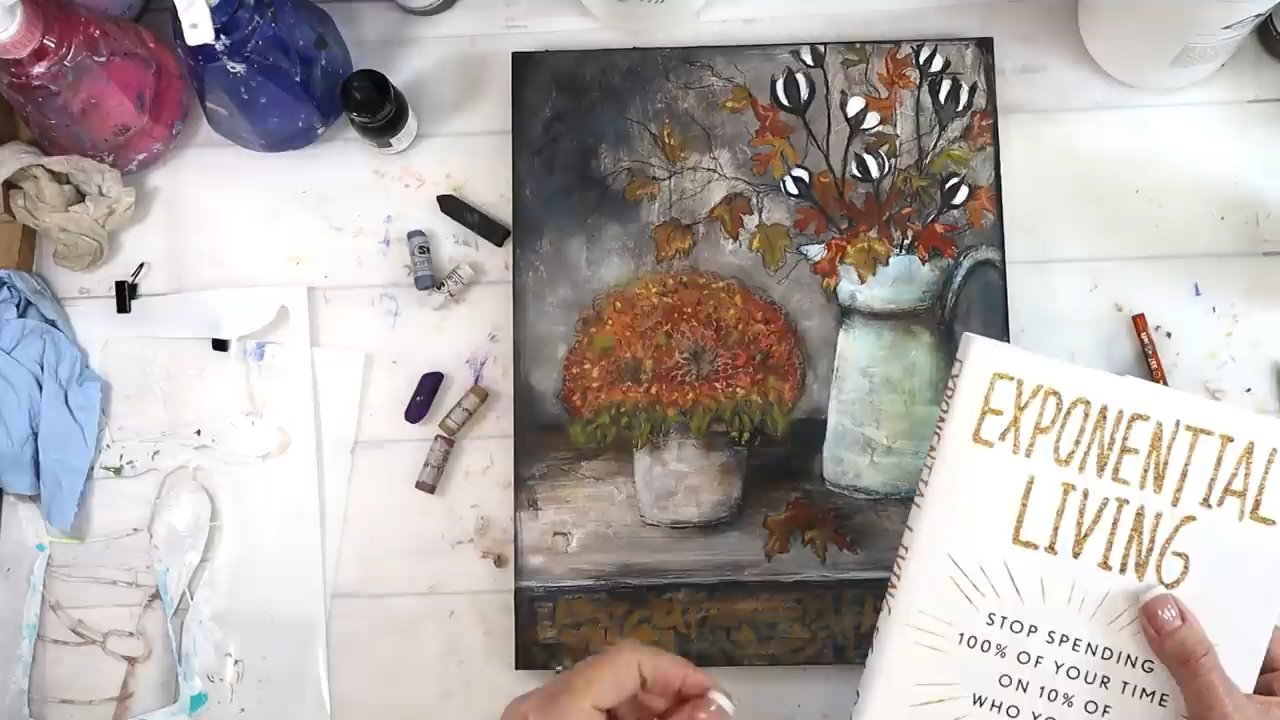 EXPONENTIAL
LIVING
STOP SPENDING
100% OF YOUR TIME
ON 10% OF